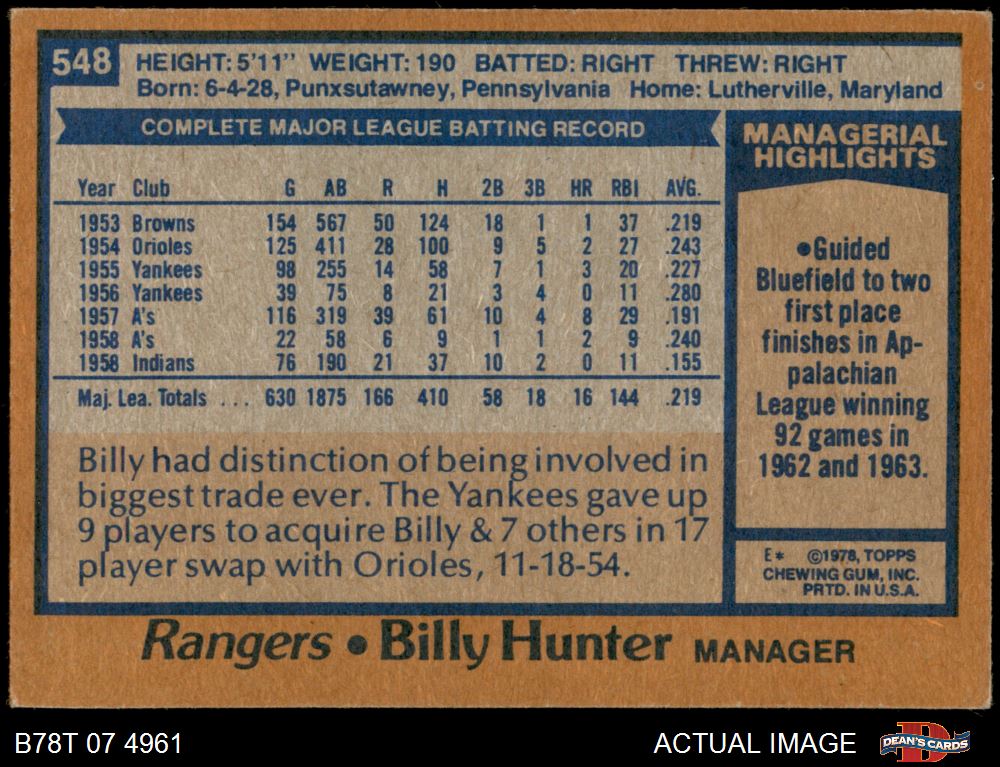 548
HEIGHT: 5'11" WEIGHT: 190 BATTED: RIGHT THREW: RIGHT
Born: 6-4-28, Punxsutawney, Pennsylvania Home: Lutherville, Maryland
COMPLETE MAJOR LEAGUE BATTING RECORD
Year Club G AB R H 2B 3B HR RBI AVG.
1953 Browns 154 567 50 124 18 1 1 37 .219
1954 Orioles 125 411 28 100 9 5 2 27 .243
1955 Yankees 98 255 14 58 7 1 3 20 .227
1956 Yankees 39 75 8 21 3 4 0 11 .280
1957 A's 116 319 39 61 10 4 8 29 .191
1958 A's 22 58 6 9 1 1 2 9 .240
1958 Indians 76 190 21 37 10 2 0 11 .155
Maj. Lea. Totals ... 630 1875 166 410 58 18 16 144 .219
Billy had distinction of being involved in
biggest trade ever. The Yankees gave up
9 players to acquire Billy & 7 others in 17
player swap with Orioles, 11-18-54.
MANAGERIAL
HIGHLIGHTS
•Guided
Bluefield to two
first place
finishes in Ap-
palachian
League winning
92 games in
1962 and 1963.
E* ©1978, TOPPS
CHEWING GUM, INC.
PRTD. IN U.S.A.
Rangers • Billy Hunter MANAGER
B78T 07 4961
ACTUAL IMAGE
D
DEAN'S CARDS